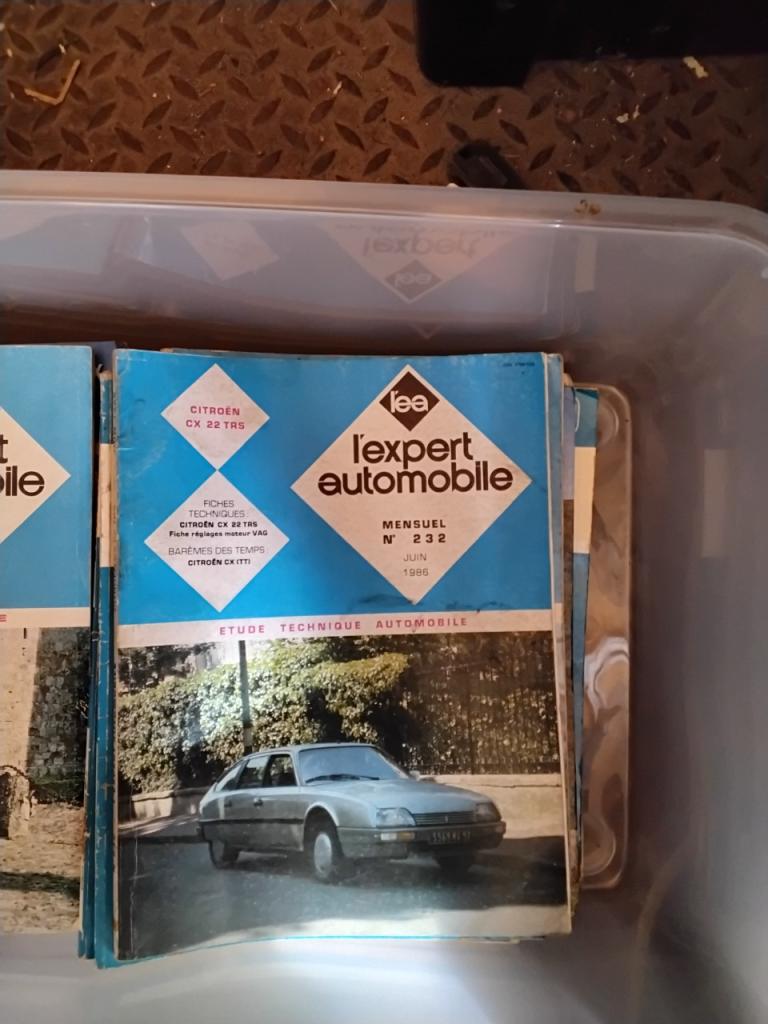 CITROËN
CX 22 TRS
FICHES
TECHNIQUES :
CITROËN CX 22 TRS
Fiche réglages moteur VAG
BARÈMES DES TEMPS :
CITROËN CX (TT)
l'ea
l'expert
automobile
MENSUEL
N° 232
JUIN
1986
ETUDE TECHNIQUE AUTOMOBILE